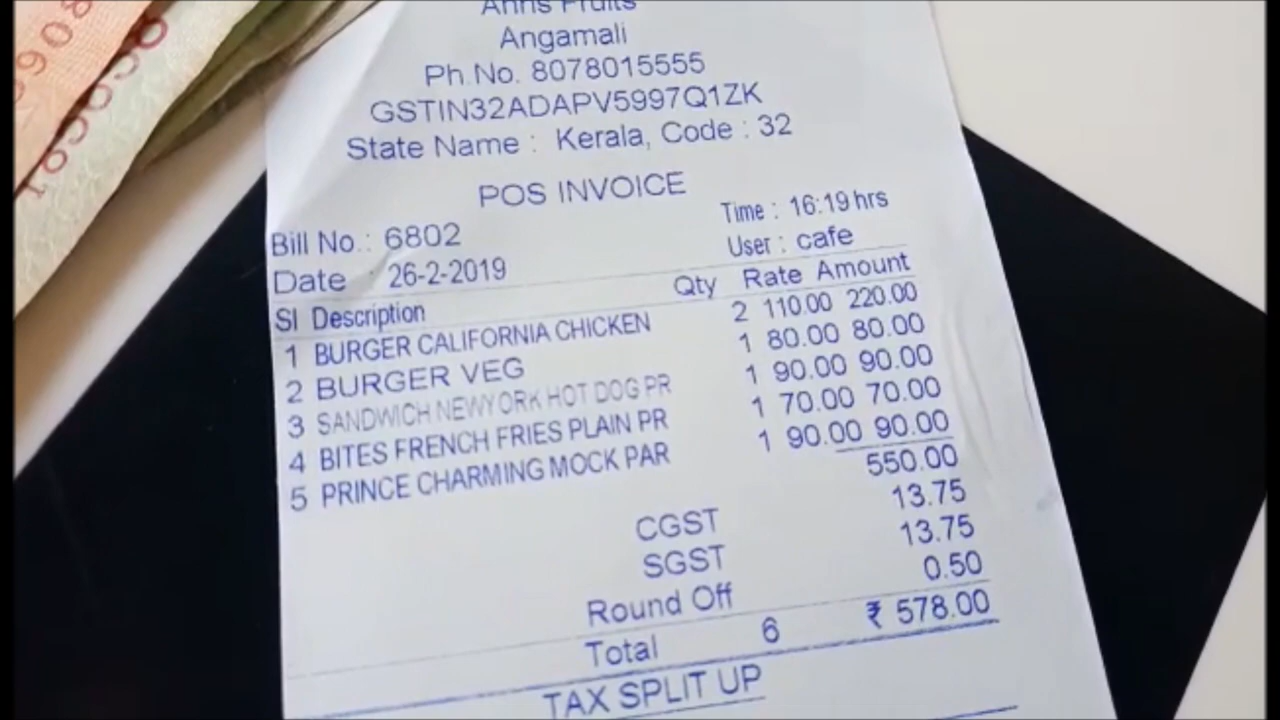 Anns Fruits
Angamali
Ph.No. 8078015555
GSTIN32ADAPV5997Q1ZK
State Name : Kerala, Code : 32
POS INVOICE
Bill No.: 6802 Time : 16:19 hrs
Date : 26-2-2019 User : cafe
Sl Description Qty Rate Amount
1 BURGER CALIFORNIA CHICKEN 2 110.00 220.00
2 BURGER VEG 1 80.00 80.00
3 SANDWICH NEWYORK HOT DOG PR 1 90.00 90.00
4 BITES FRENCH FRIES PLAIN PR 1 70.00 70.00
5 PRINCE CHARMING MOCK PAR 1 90.00 90.00
550.00
CGST 13.75
SGST 13.75
Round Off 0.50
Total 6 ₹ 578.00
TAX SPLIT UP